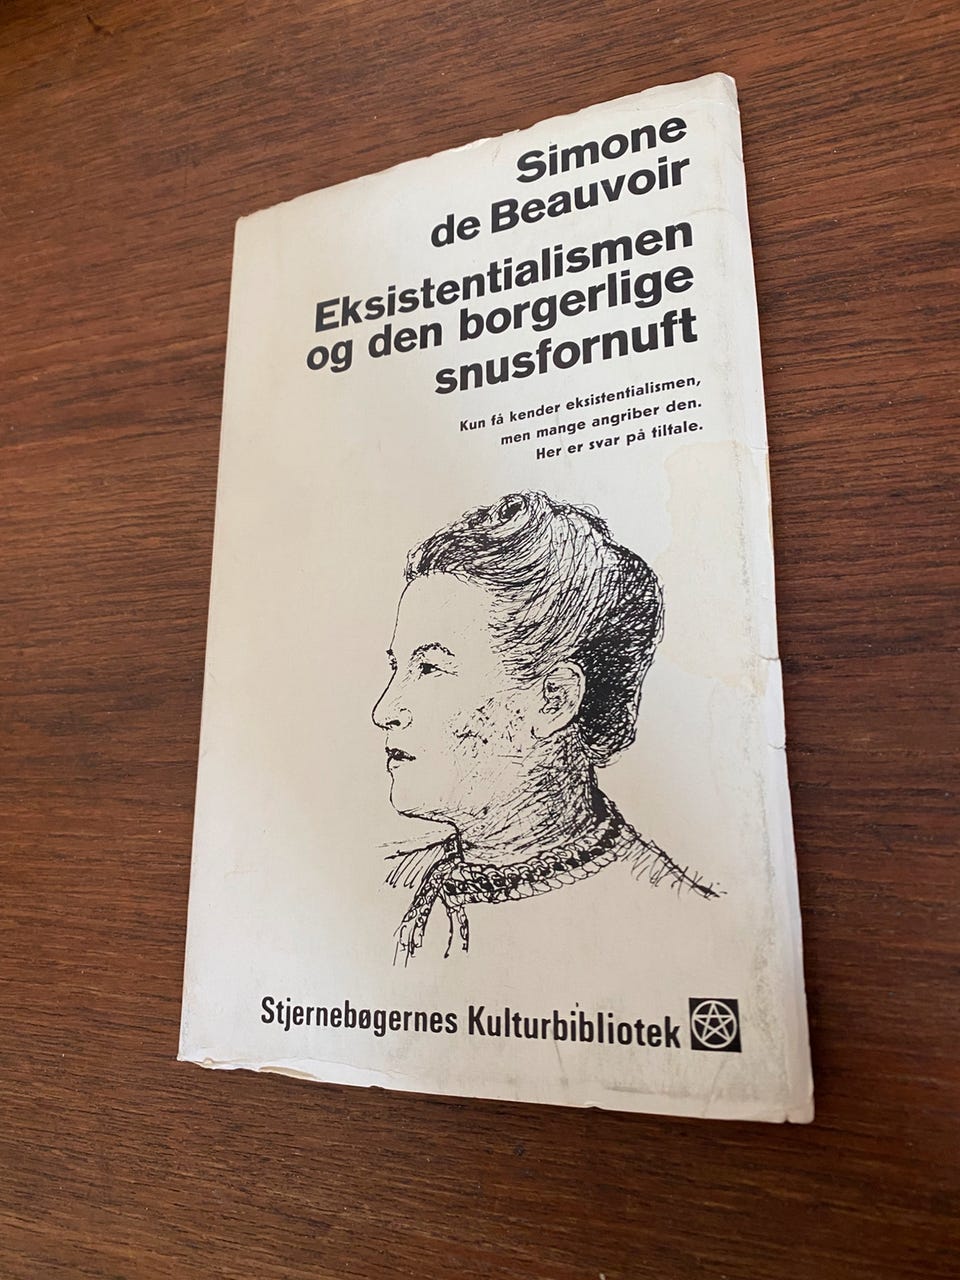 Simone
de Beauvoir
Eksistentialismen
og den borgerlige
snusfornuft
Kun få kender eksistentialismen,
men mange angriber den.
Her er svar på tiltale.
Stjernebøgernes Kulturbibliotek